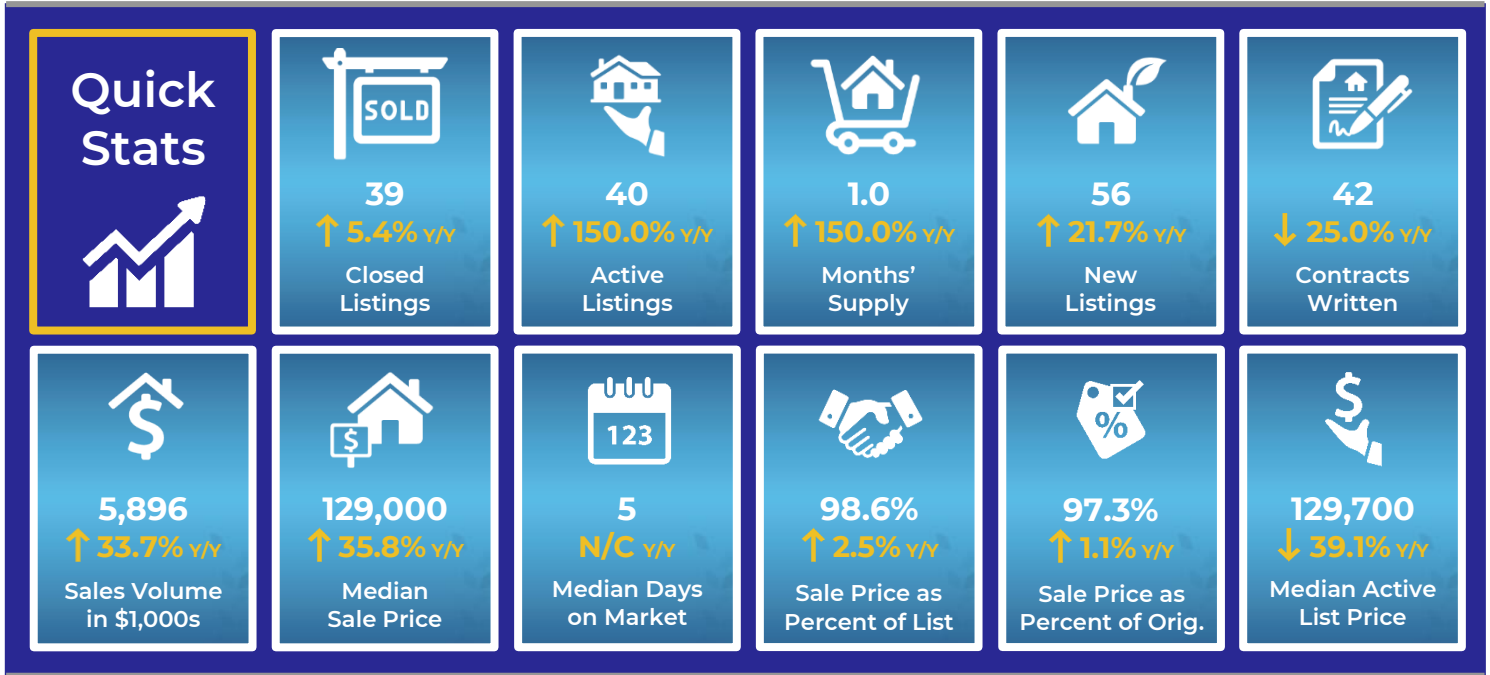 Quick
Stats
SOLD
39
↑ 5.4% Y/Y
Closed
Listings
40
↑ 150.0% Y/Y
Active
Listings
1.0
↑ 150.0% Y/Y
Months’
Supply
56
↑ 21.7% Y/Y
New
Listings
42
↓ 25.0% Y/Y
Contracts
Written
$
5,896
↑ 33.7% Y/Y
Sales Volume
in $1,000s
$
129,000
↑ 35.8% Y/Y
Median
Sale Price
123
5
N/C Y/Y
Median Days
on Market
98.6%
↑ 2.5% Y/Y
Sale Price as
Percent of List
%
97.3%
↑ 1.1% Y/Y
Sale Price as
Percent of Orig.
$
129,700
↓ 39.1% Y/Y
Median Active
List Price